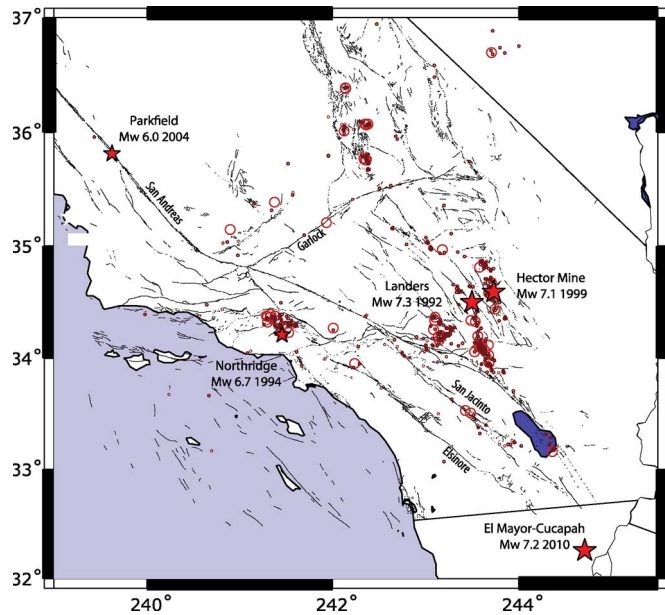 37°
36°
35°
34°
33°
32°
240°
242°
244°
Parkfield
Mw 6.0 2004
San Andreas
Garlock
Landers
Mw 7.3 1992
Hector Mine
Mw 7.1 1999
Northridge
Mw 6.7 1994
San Jacinto
Elsinore
El Mayor-Cucapah
Mw 7.2 2010